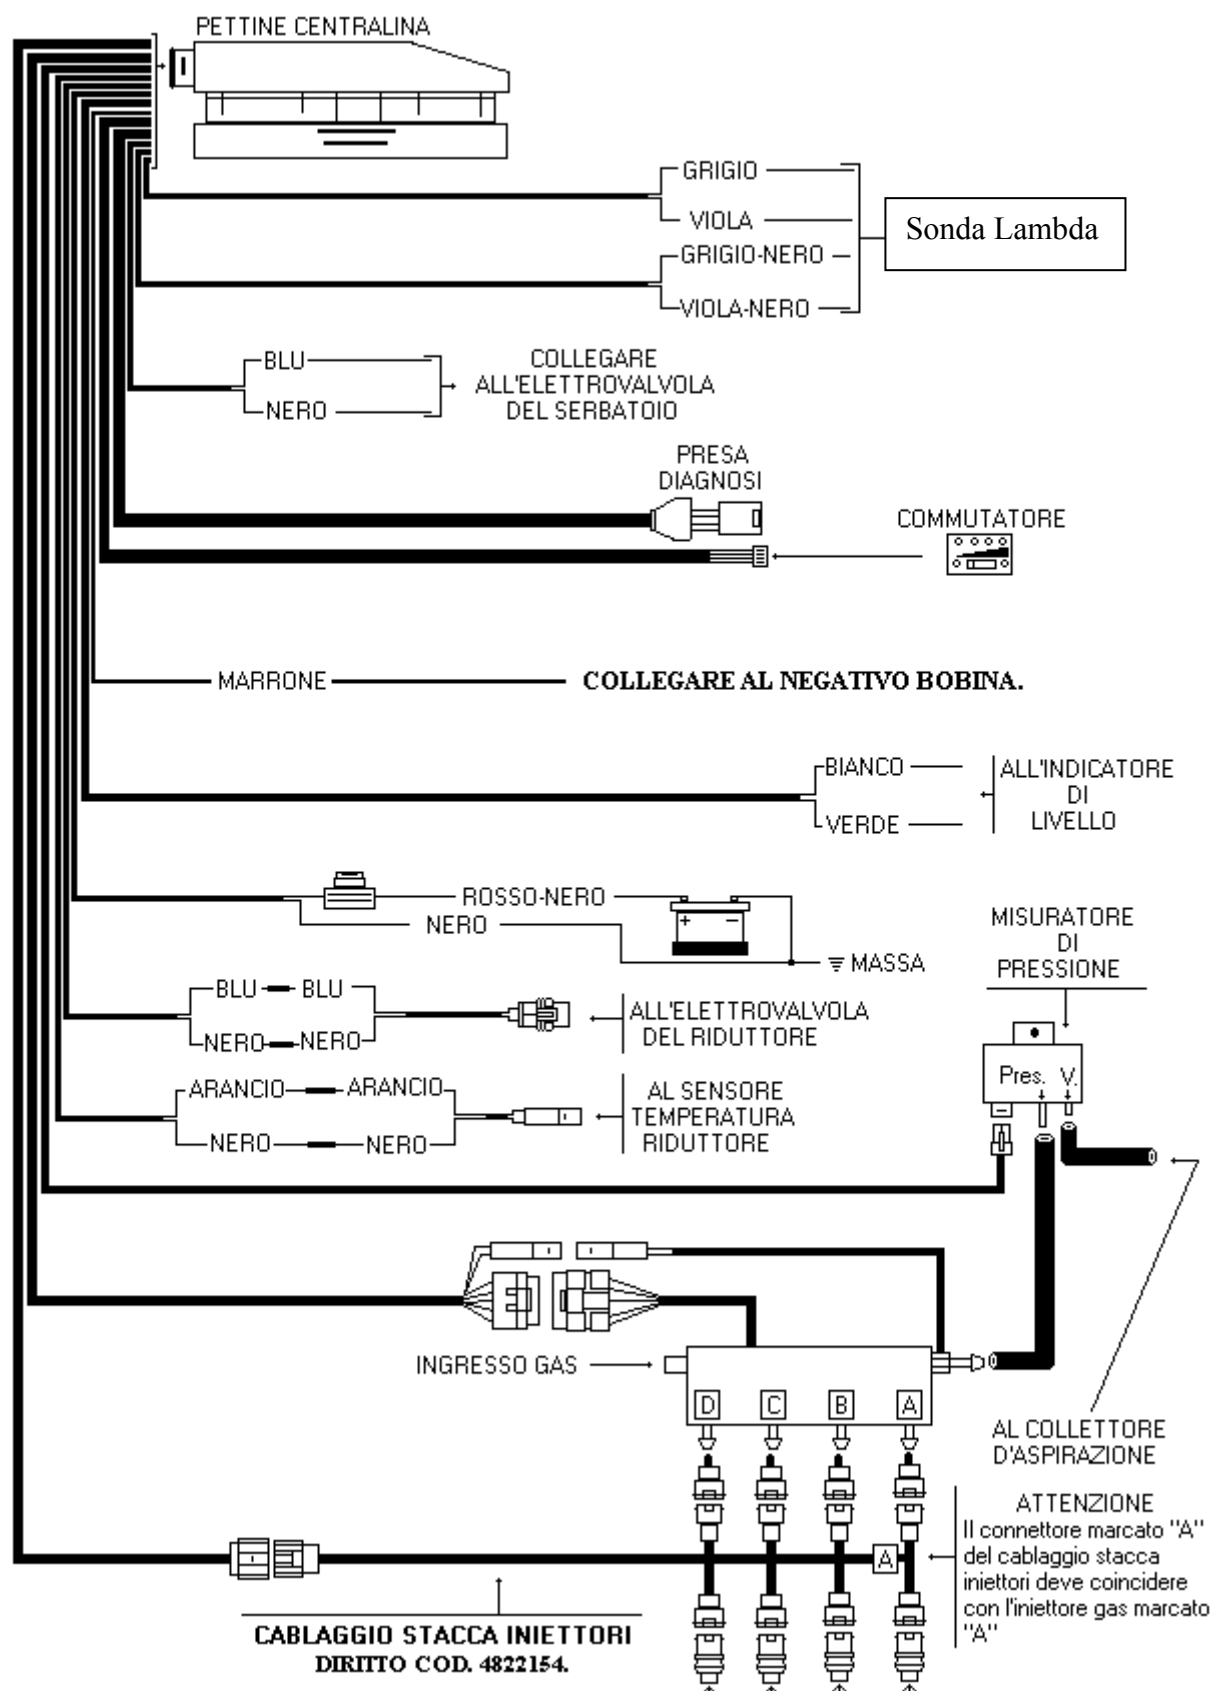 PETTINE CENTRALINA
GRIGIO
VIOLA
Sonda Lambda
GRIGIO-NERO
VIOLA-NERO
BLU
NERO
COLLEGARE
ALL'ELETTROVALVOLA
DEL SERBATOIO
PRESA
DIAGNOSI
COMMUTATORE
MARRONE
COLLEGARE AL NEGATIVO BOBINA.
BIANCO
VERDE
ALL'INDICATORE
DI
LIVELLO
ROSSO-NERO
NERO
+ −
MASSA
MISURATORE
DI
PRESSIONE
BLU BLU
NERO NERO
ALL'ELETTROVALVOLA
DEL RIDUTTORE
Pres. V.
ARANCIO ARANCIO
NERO NERO
AL SENSORE
TEMPERATURA
RIDUTTORE
INGRESSO GAS
D C B A
AL COLLETTORE
D'ASPIRAZIONE
A
ATTENZIONE
Il connettore marcato "A"
del cablaggio stacca
iniettori deve coincidere
con l'iniettore gas marcato
"A"
CABLAGGIO STACCA INIETTORI
DIRITTO COD. 4822154.